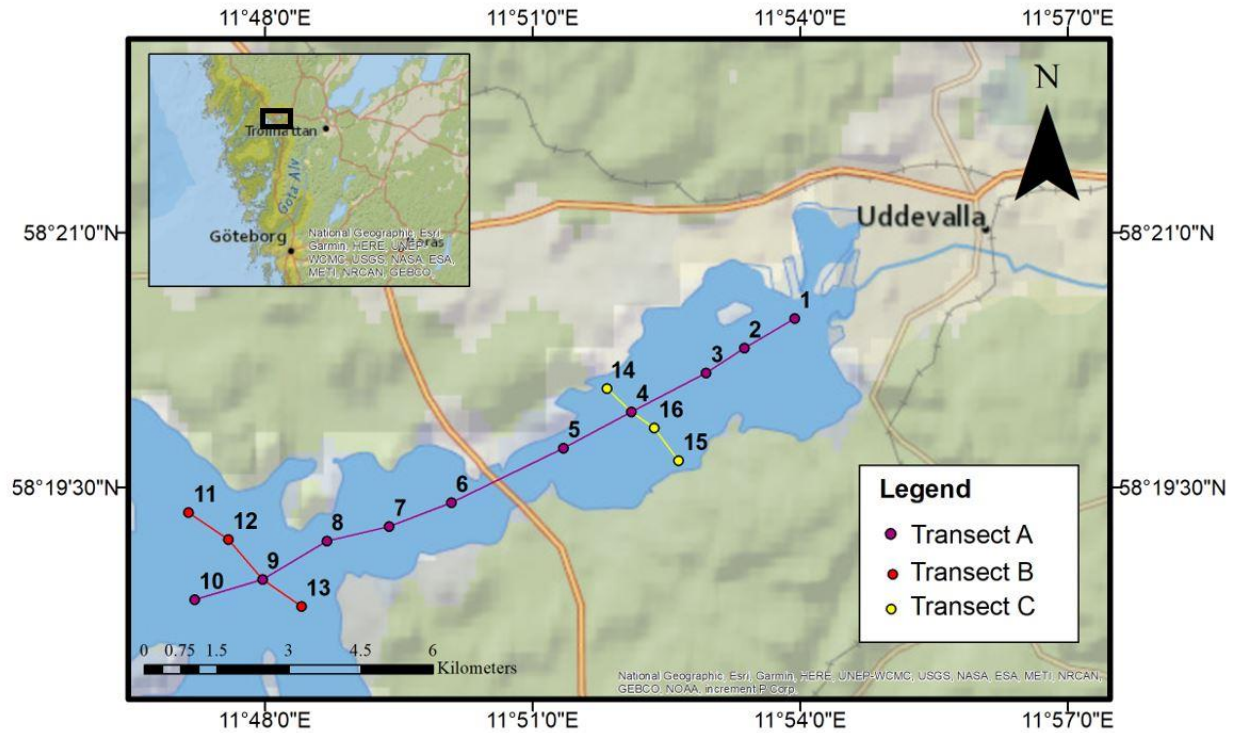 11°48'0"E
11°51'0"E
11°54'0"E
11°57'0"E
N
Trollhättan
Gota Alv
Göteborg
National Geographic, Esri,
Garmin, HERE, UNEP-
WCMC, USGS, NASA, ESA,
METI, NRCAN, GEBCO,
Uddevalla
58°21'0"N
58°21'0"N
1
2
3
14
4
16
5
15
58°19'30"N
58°19'30"N
6
7
8
11
12
9
10
13
Legend
Transect A
Transect B
Transect C
0 0.75 1.5 3 4.5 6
Kilometers
National Geographic, Esri, Garmin, HERE, UNEP-WCMC, USGS, NASA, ESA, METI, NRCAN,
GEBCO, NOAA, increment P Corp.
11°48'0"E
11°51'0"E
11°54'0"E
11°57'0"E